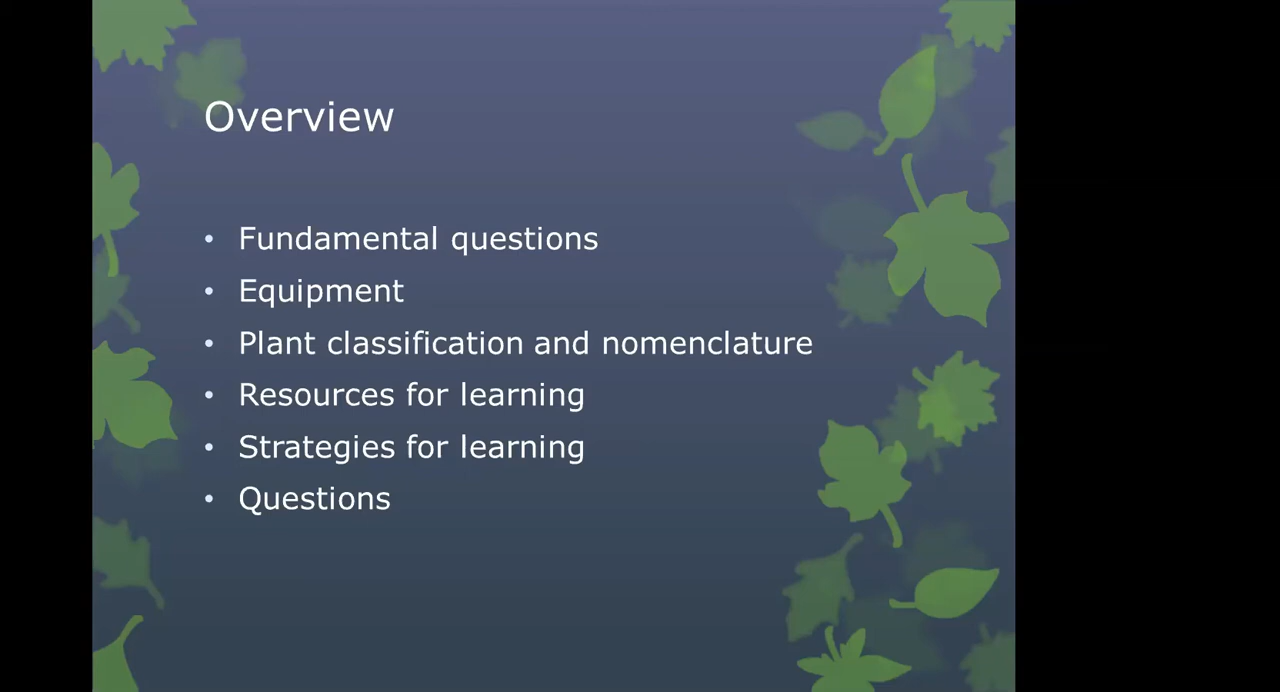 Overview
• Fundamental questions
• Equipment
• Plant classification and nomenclature
• Resources for learning
• Strategies for learning
• Questions